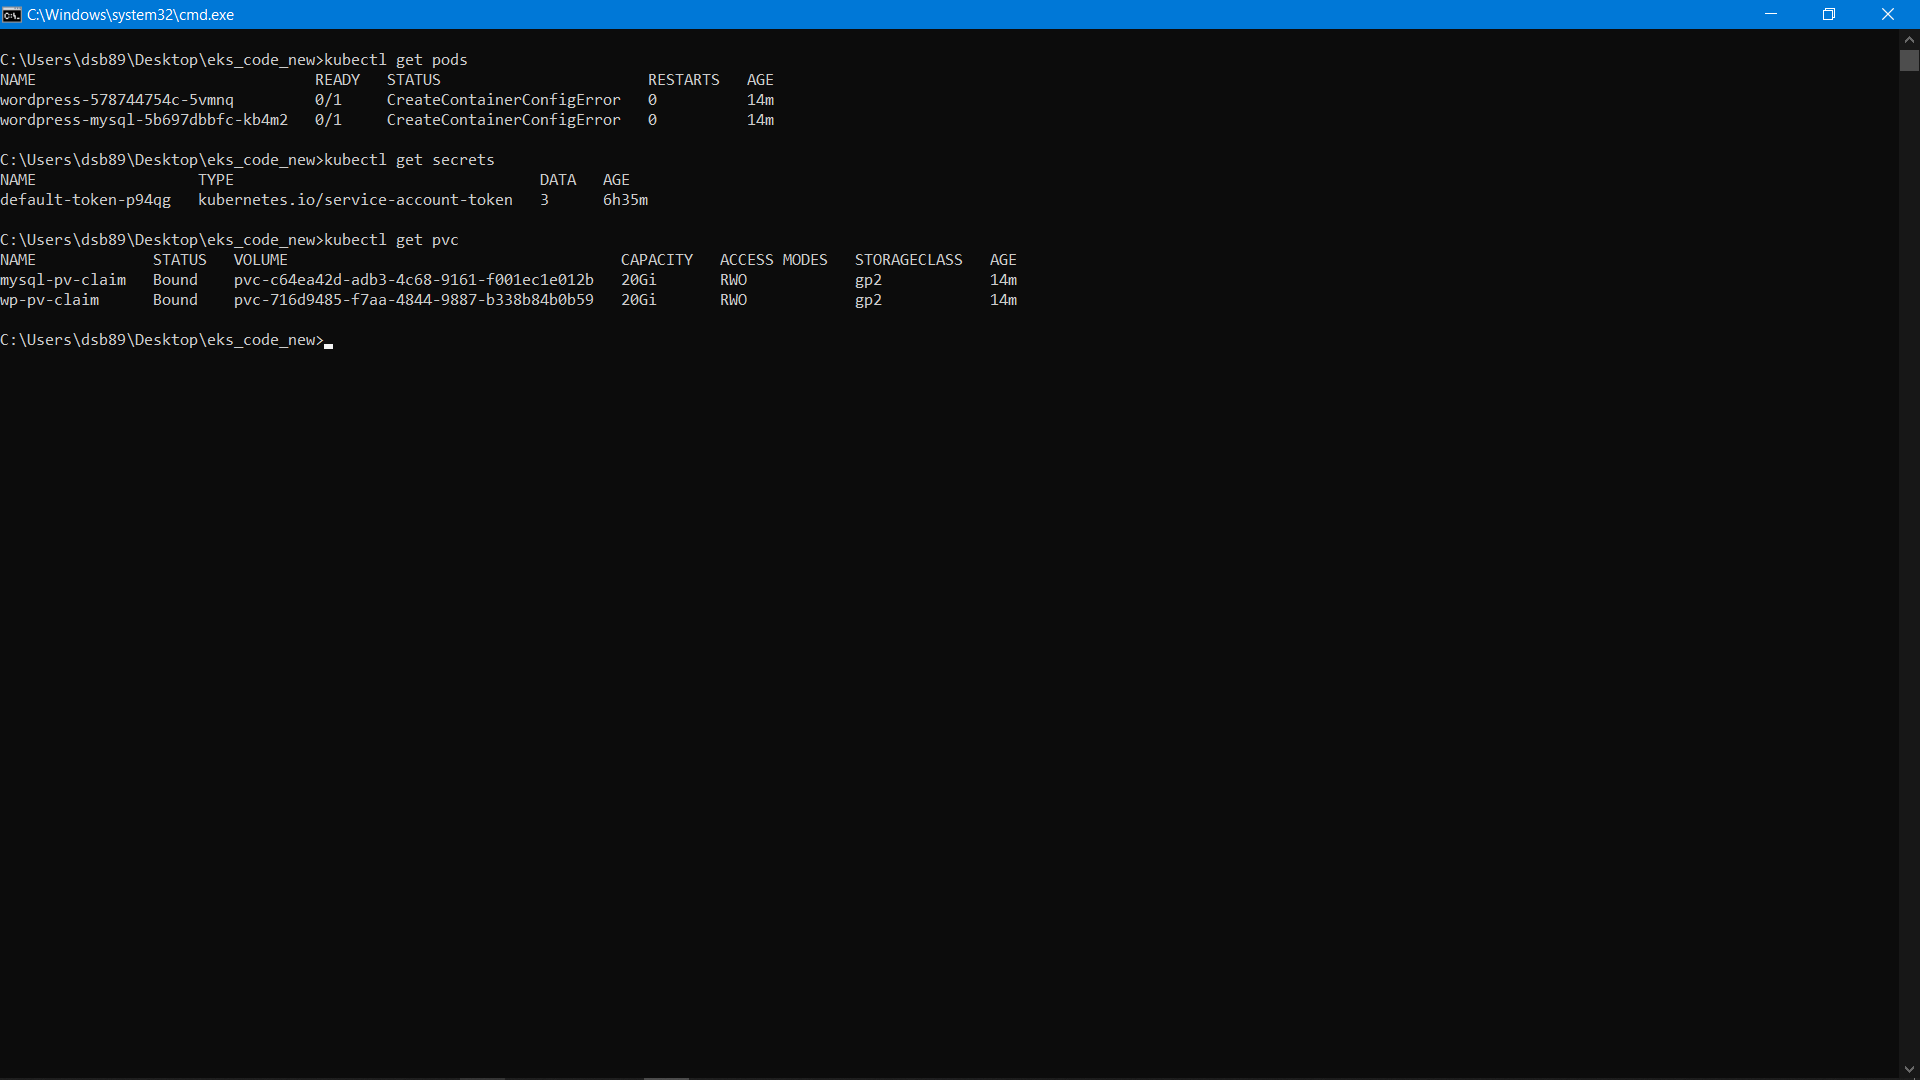 C:\Windows\system32\cmd.exe
C:\Users\dsb89\Desktop\eks_code_new>kubectl get pods
NAME                               READY   STATUS                       RESTARTS   AGE
wordpress-578744754c-5vmnq         0/1     CreateContainerConfigError   0          14m
wordpress-mysql-5b697dbbfc-kb4m2   0/1     CreateContainerConfigError   0          14m
C:\Users\dsb89\Desktop\eks_code_new>kubectl get secrets
NAME                  TYPE                                  DATA   AGE
default-token-p94qg   kubernetes.io/service-account-token   3      6h35m
C:\Users\dsb89\Desktop\eks_code_new>kubectl get pvc
NAME             STATUS   VOLUME                                     CAPACITY   ACCESS MODES   STORAGECLASS   AGE
mysql-pv-claim   Bound    pvc-c64ea42d-adb3-4c68-9161-f001ec1e012b   20Gi       RWO            gp2            14m
wp-pv-claim      Bound    pvc-716d9485-f7aa-4844-9887-b338b84b0b59   20Gi       RWO            gp2            14m
C:\Users\dsb89\Desktop\eks_code_new>